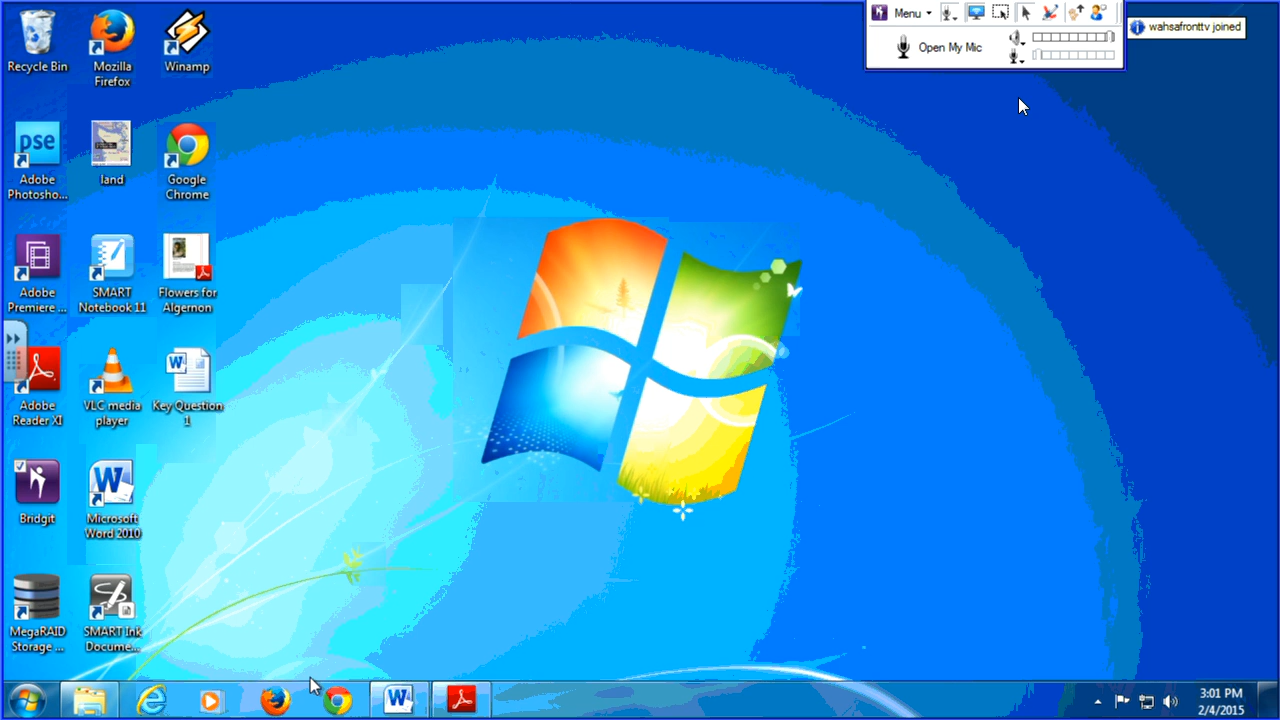 Menu
wahsafronttv joined
Open My Mic
Recycle Bin
Mozilla
Firefox
Winamp
pse
Adobe
Photosho...
land
Google
Chrome
Adobe
Premiere ...
SMART
Notebook 11
Flowers for
Algernon
Adobe
Reader XI
VLC media
player
W
Key Question
1
Bridgit
W
Microsoft
Word 2010
MegaRAID
Storage ...
SMART Ink
Docume...
W
3:01 PM
2/4/2015